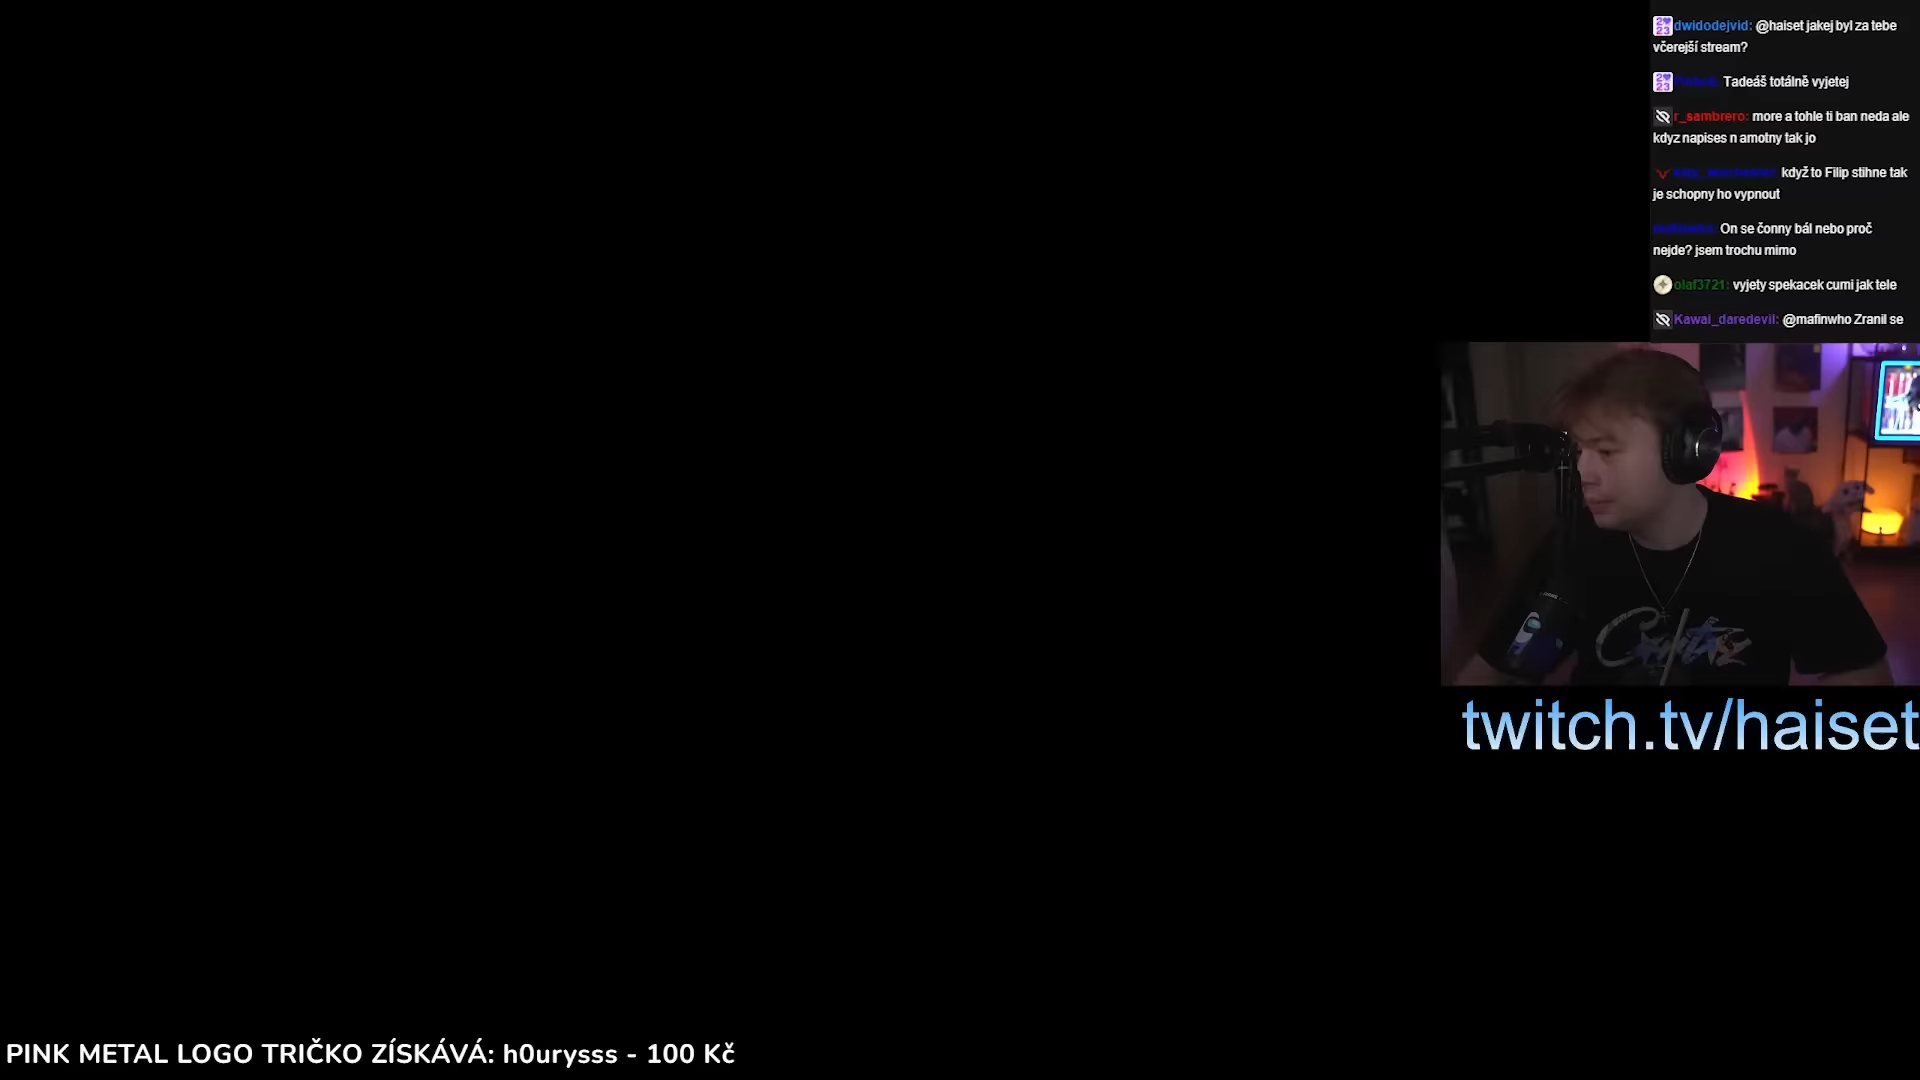 dwidodejvid: @haiset jakej byl za tebe
včerejší stream?
Tadeáš totálně vyjetej
r_sambrero: more a tohle ti ban neda ale
kdyz napises n amotny tak jo
když to Filip stihne tak
je schopny ho vypnout
On se čonny bál nebo proč
nejde? jsem trochu mimo
olaf3721: vyjety spekacek cumi jak tele
Kawai_daredevil: @mafinwho Zranil se
twitch.tv/haiset
PINK METAL LOGO TRIČKO ZÍSKÁVÁ: h0urysss - 100 Kč